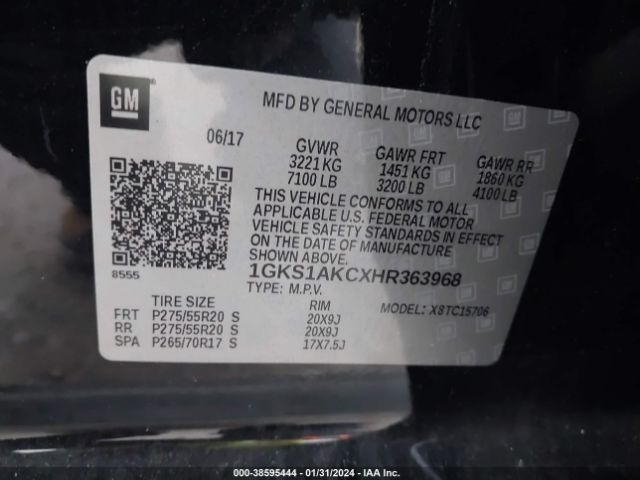 GM
MFD BY GENERAL MOTORS LLC
06/17
GVWR GAWR FRT GAWR RR
3221 KG 1451 KG 1860 KG
7100 LB 3200 LB 4100 LB
THIS VEHICLE CONFORMS TO ALL
APPLICABLE U.S. FEDERAL MOTOR
VEHICLE SAFETY STANDARDS IN EFFECT
ON THE DATE OF MANUFACTURE
SHOWN ABOVE.
8555
1GKS1AKCXHR363968
TYPE: M.P.V.
MODEL: X8TC15706
TIRE SIZE RIM
FRT P275/55R20 S 20X9J
RR P275/55R20 S 20X9J
SPA P265/70R17 S 17X7.5J
000-38595444 - 01/31/2024 - IAA Inc.